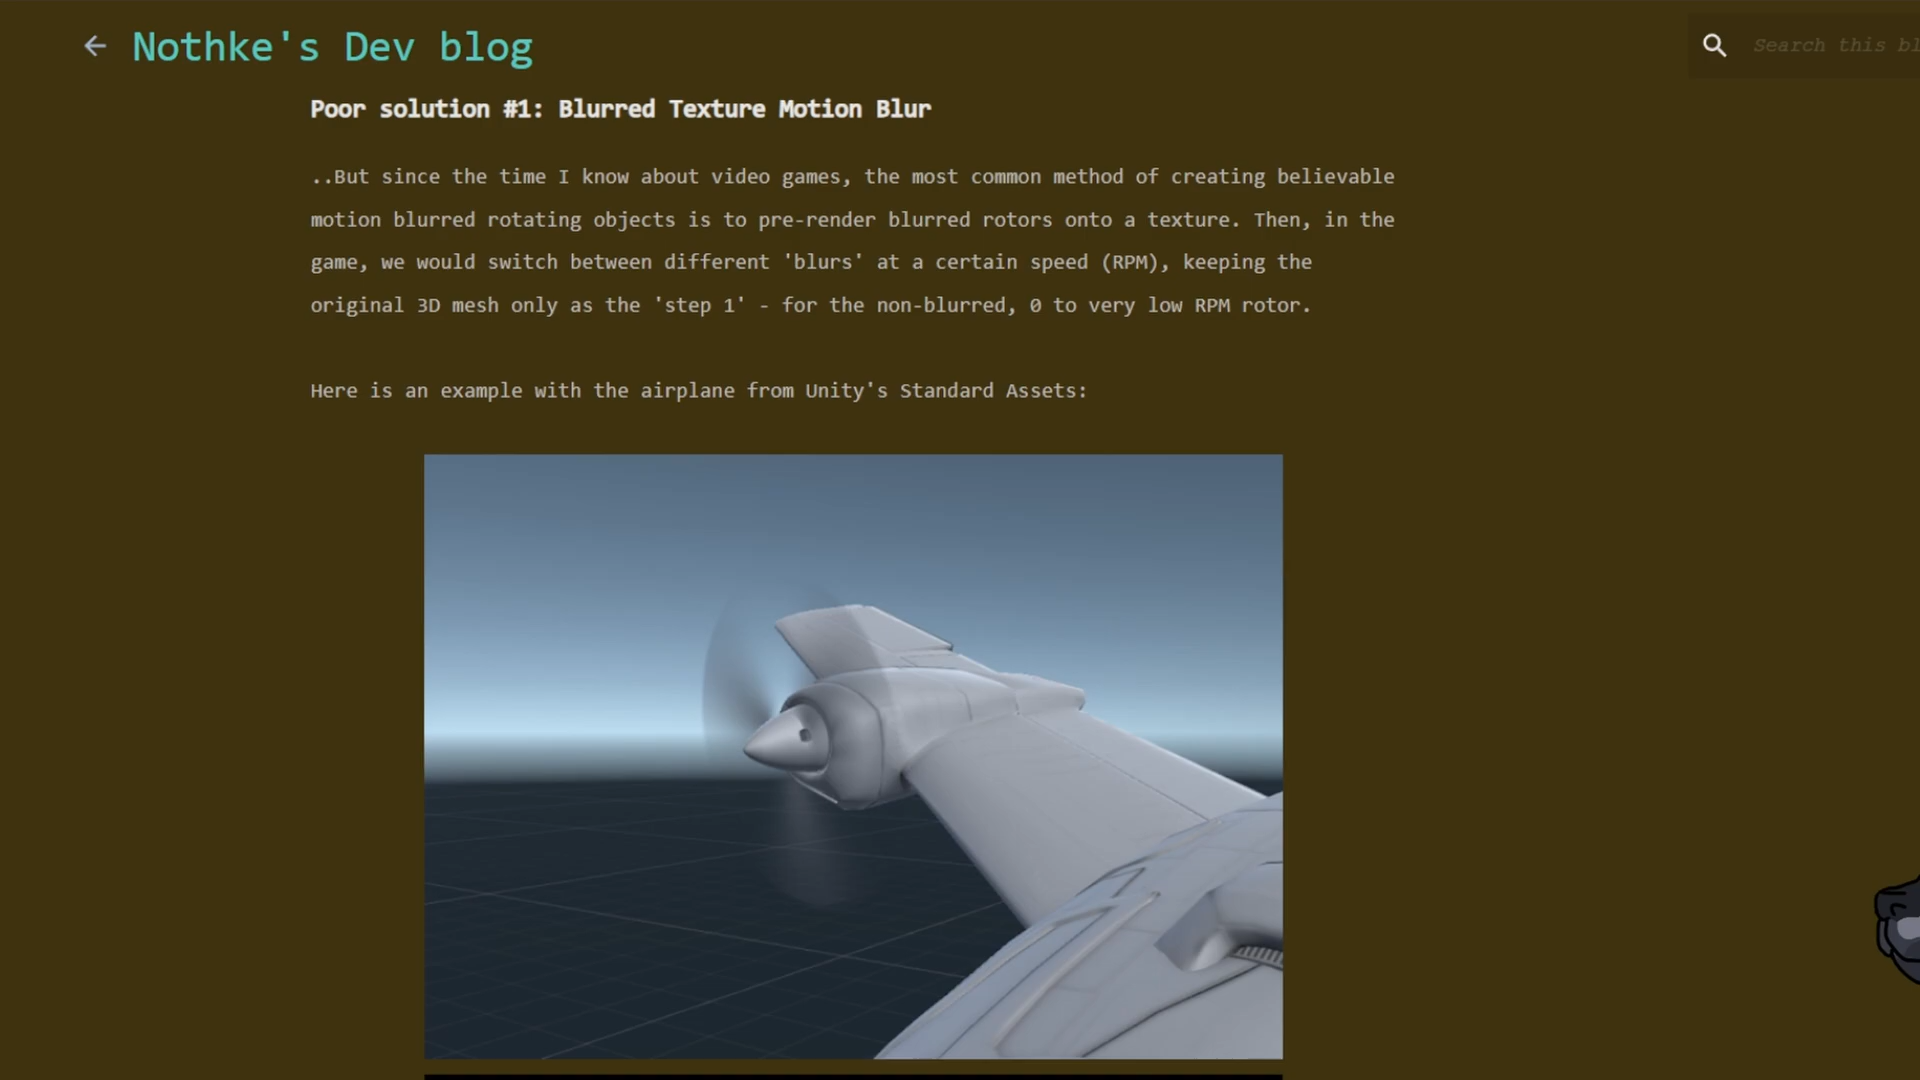 Nothke's Dev blog
Search this bl
Poor solution #1: Blurred Texture Motion Blur
..But since the time I know about video games, the most common method of creating believable
motion blurred rotating objects is to pre-render blurred rotors onto a texture. Then, in the
game, we would switch between different 'blurs' at a certain speed (RPM), keeping the
original 3D mesh only as the 'step 1' - for the non-blurred, 0 to very low RPM rotor.
Here is an example with the airplane from Unity's Standard Assets: